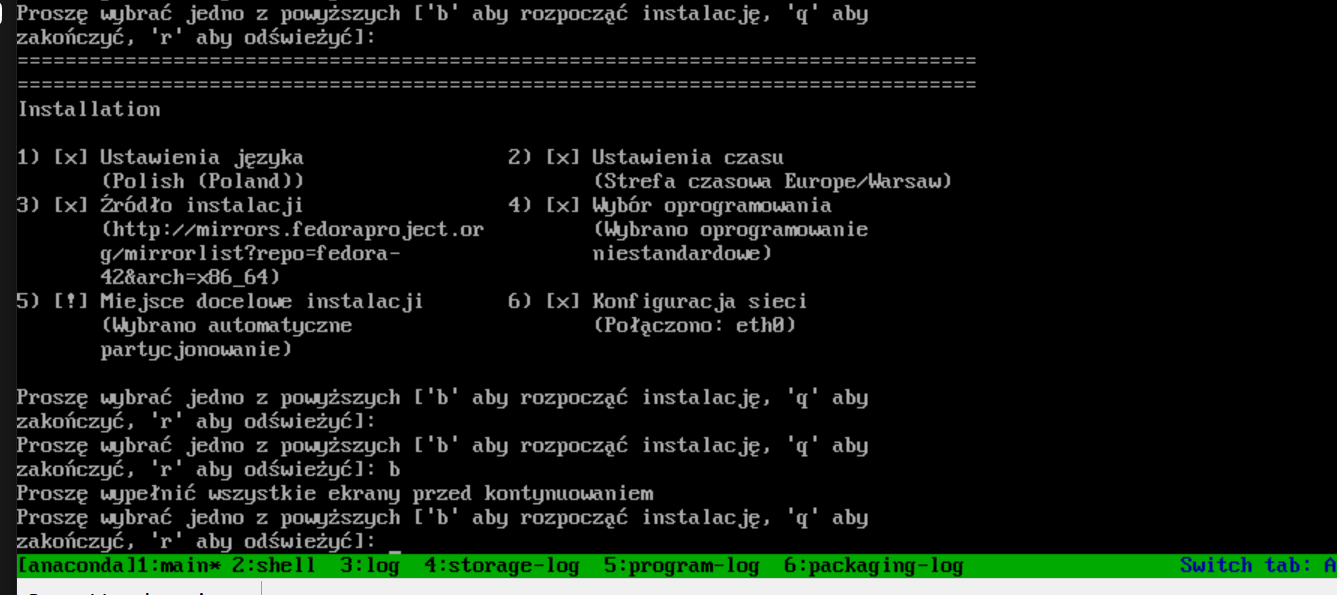 Proszę wybrać jedno z powyższych ['b' aby rozpocząć instalację, 'q' aby
zakończyć, 'r' aby odświeżyć]:
================================================================================
================================================================================
Installation
1) [x] Ustawienia języka 2) [x] Ustawienia czasu
(Polish (Poland)) (Strefa czasowa Europe/Warsaw)
3) [x] Źródło instalacji 4) [x] Wybór oprogramowania
(http://mirrors.fedoraproject.or (Wybrano oprogramowanie
g/mirrorlist?repo=fedora- niestandardowe)
42&arch=x86_64)
5) [!] Miejsce docelowe instalacji 6) [x] Konfiguracja sieci
(Wybrano automatyczne (Połączono: eth0)
partycjonowanie)
Proszę wybrać jedno z powyższych ['b' aby rozpocząć instalację, 'q' aby
zakończyć, 'r' aby odświeżyć]:
Proszę wybrać jedno z powyższych ['b' aby rozpocząć instalację, 'q' aby
zakończyć, 'r' aby odświeżyć]: b
Proszę wypełnić wszystkie ekrany przed kontynuowaniem
Proszę wybrać jedno z powyższych ['b' aby rozpocząć instalację, 'q' aby
zakończyć, 'r' aby odświeżyć]: _
[anaconda]1:main* 2:shell 3:log 4:storage-log 5:program-log 6:packaging-log Switch tab: A